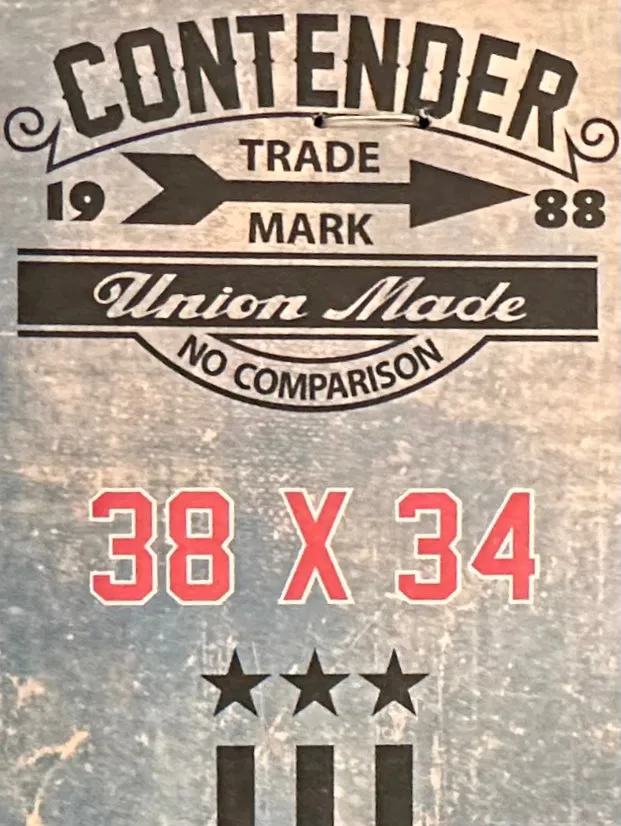 CONTENDER
TRADE
19 88
MARK
Union Made
NO COMPARISON
38 X 34